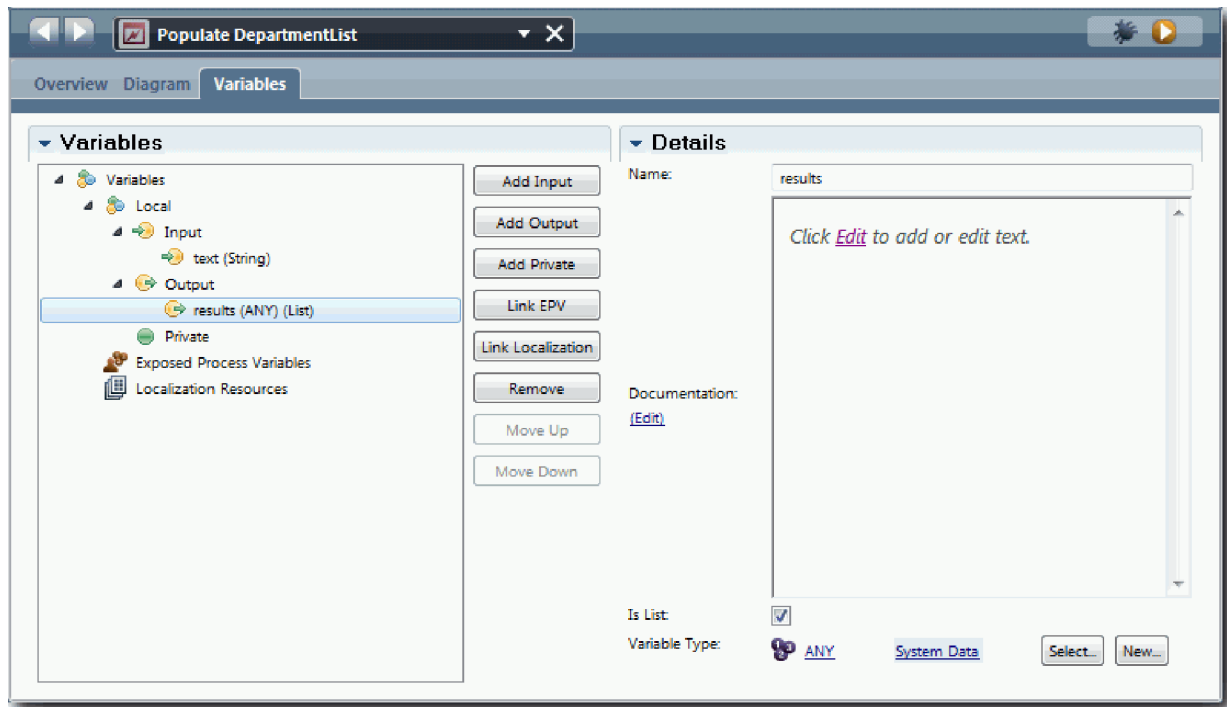 Populate DepartmentList
Overview Diagram Variables
Variables
Variables
Local
Input
text (String)
Output
results (ANY) (List)
Private
Exposed Process Variables
Localization Resources
Add Input
Add Output
Add Private
Link EPV
Link Localization
Remove
Move Up
Move Down
Details
Name: results
Click Edit to add or edit text.
Documentation:
(Edit)
Is List:
Variable Type: ANY System Data Select... New...